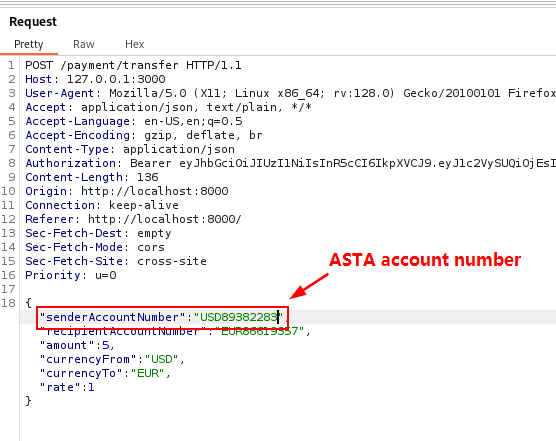 Request
Pretty Raw Hex
1 POST /payment/transfer HTTP/1.1
2 Host: 127.0.0.1:3000
3 User-Agent: Mozilla/5.0 (X11; Linux x86_64; rv:128.0) Gecko/20100101 Firefox
4 Accept: application/json, text/plain, */*
5 Accept-Language: en-US,en;q=0.5
6 Accept-Encoding: gzip, deflate, br
7 Content-Type: application/json
8 Authorization: Bearer eyJhbGciOiJIUzI1NiIsInR5cCI6IkpXVCJ9.eyJ1c2VySUQiOjEsI
9 Content-Length: 136
10 Origin: http://localhost:8000
11 Connection: keep-alive
12 Referer: http://localhost:8000/
13 Sec-Fetch-Dest: empty
14 Sec-Fetch-Mode: cors
15 Sec-Fetch-Site: cross-site
16 Priority: u=0
ASTA account number
17
18 {
"senderAccountNumber":"USD89382283",
"recipientAccountNumber":"EUR86619357",
"amount":5,
"currencyFrom":"USD",
"currencyTo":"EUR",
"rate":1
}